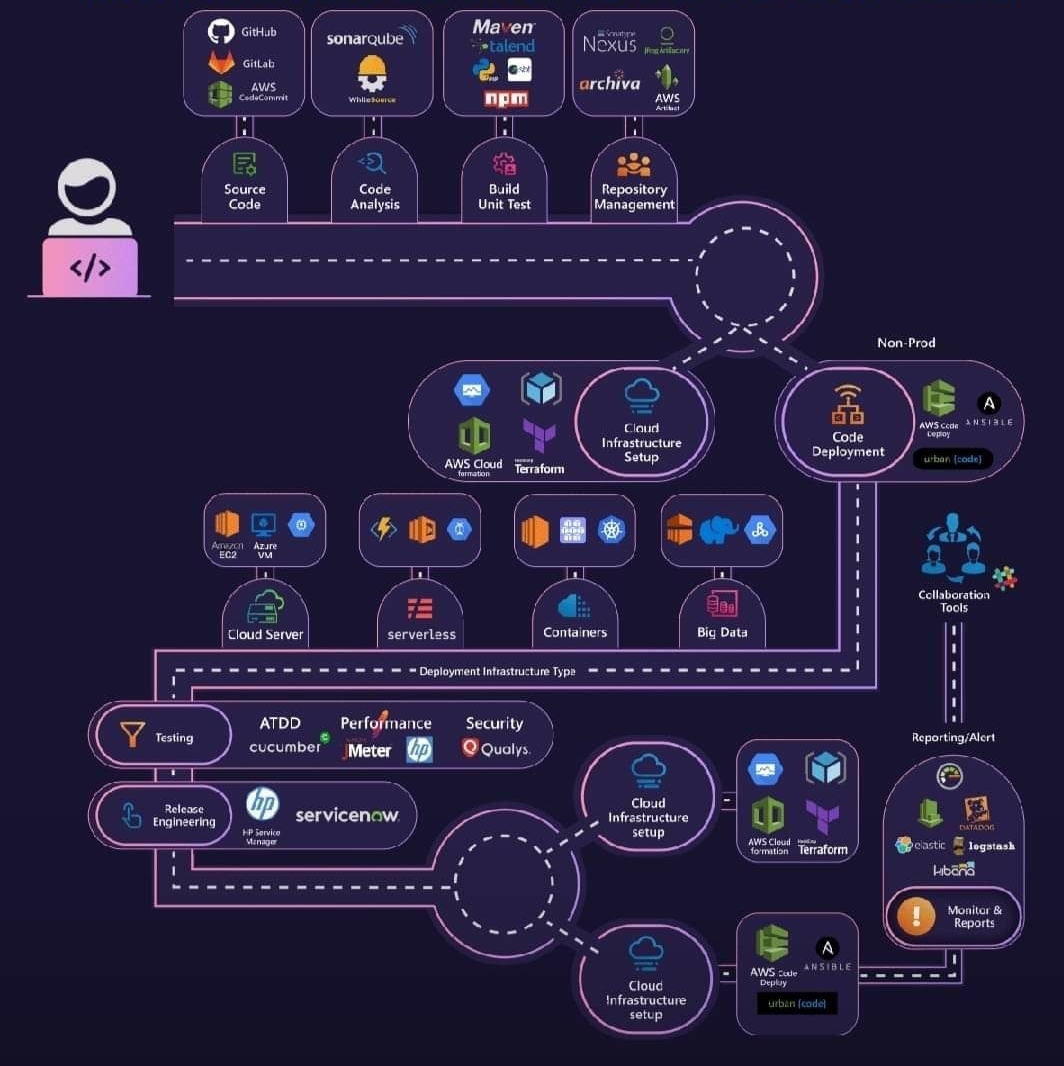 GitHub
GitLab
AWS
CodeCommit
sonarqube
WhiteSource
Maven
talend
sbt
npm
Sonatype
Nexus
JFrog Artifactory
archiva
AWS
Artifact
Source
Code
Code
Analysis
Build
Unit Test
Repository
Management
</>
Non-Prod
AWS Cloud
formation
HashiCorp
Terraform
Cloud
Infrastructure
Setup
Code
Deployment
AWS Code
Deploy
A
ANSIBLE
urban {code}
Amazon
EC2
Azure
VM
Cloud Server
serverless
Containers
Big Data
Collaboration
Tools
Deployment Infrastructure Type
Testing
ATDD
cucumber
Performance
JMeter
hp
Security
Qualys.
Reporting/Alert
Release
Engineering
hp
HP Service
Manager
servicenow
Cloud
Infrastructure
setup
AWS Cloud
formation
HashiCorp
Terraform
DATADOG
elastic
logstash
kibana
!
Monitor &
Reports
Cloud
Infrastructure
setup
AWS Code
Deploy
A
ANSIBLE
urban {code}